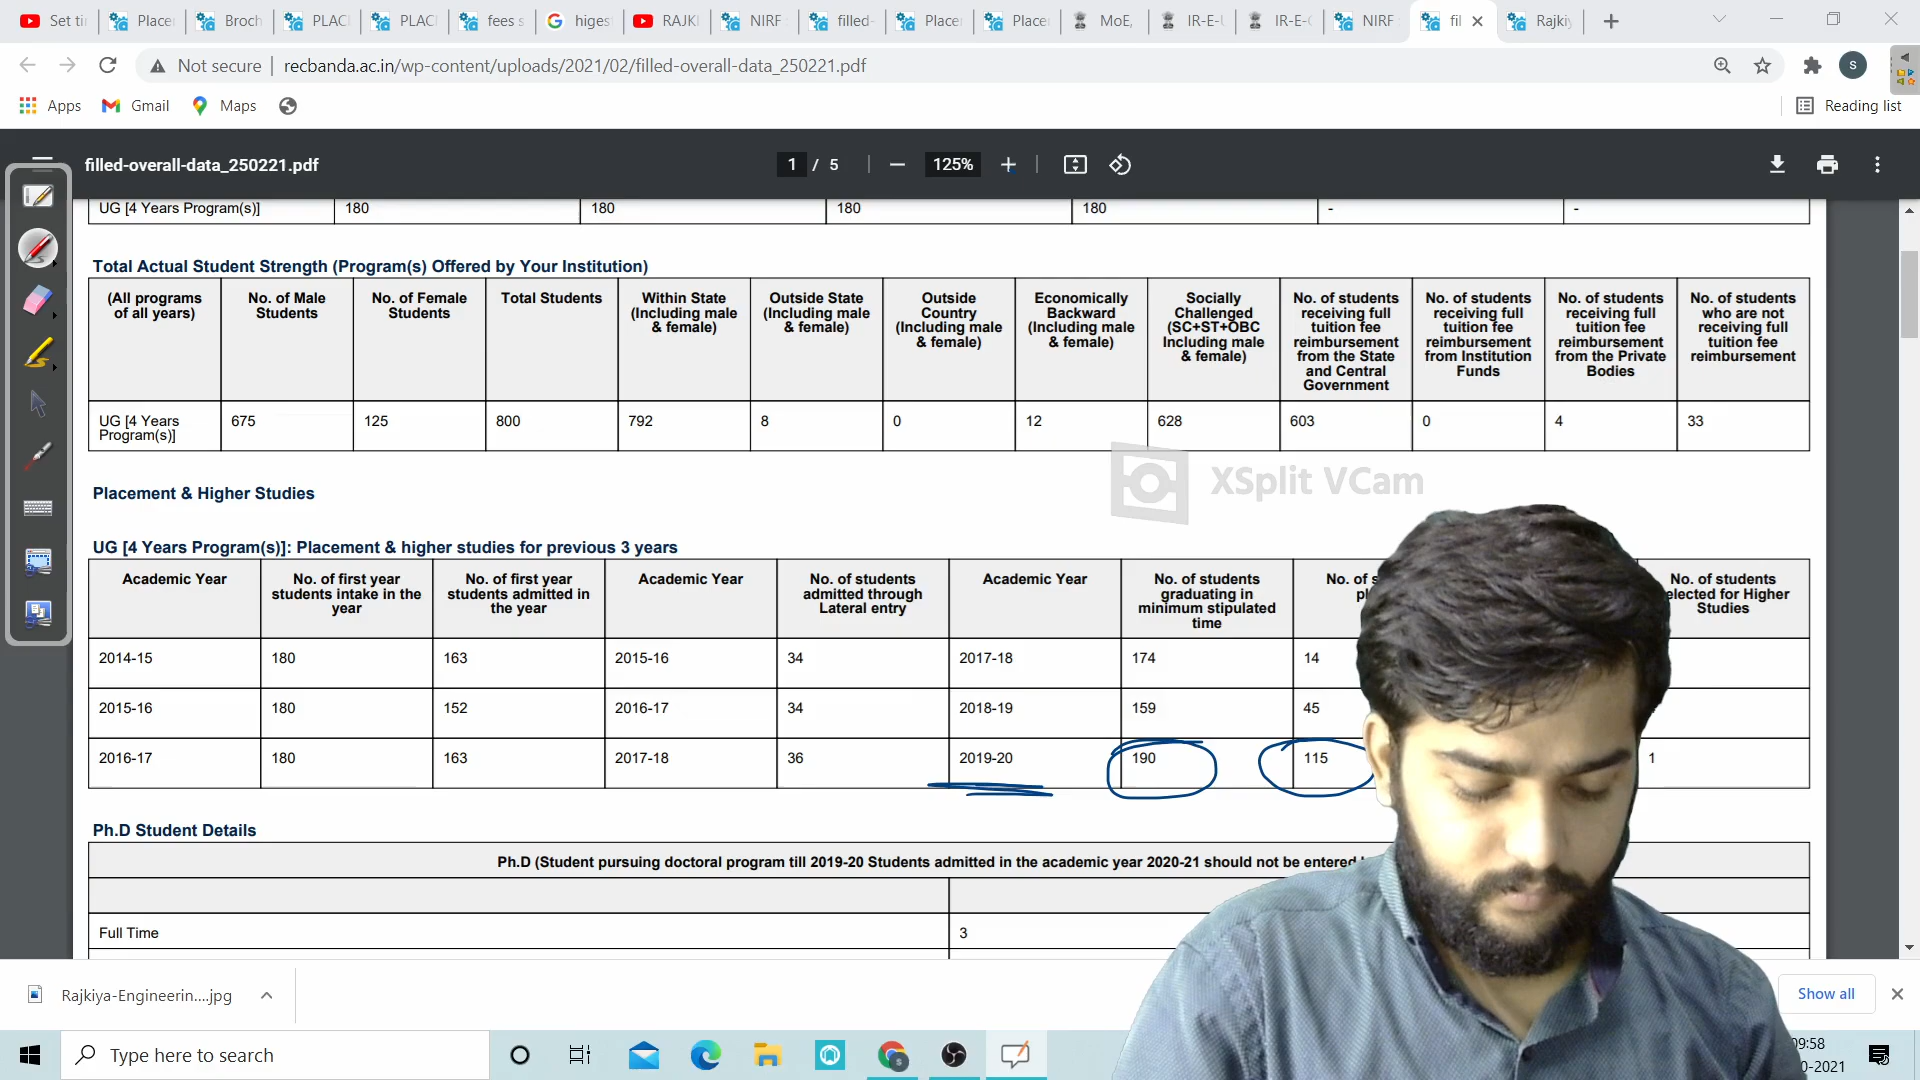 Set ti
Place
Broch
PLAC
PLAC
fees s
higest
RAJKI
NIRF
filled-
Place
Place
MoE,
IR-E-U
IR-E-C
NIRF
fil
Rajkiy
Not secure
recbanda.ac.in/wp-content/uploads/2021/02/filled-overall-data_250221.pdf
S
Apps
Gmail
Maps
Reading list
filled-overall-data_250221.pdf
1 / 5
125%
UG [4 Years Program(s)] 180 180 180 180 - -
Total Actual Student Strength (Program(s) Offered by Your Institution)
(All programs of all years) No. of Male Students No. of Female Students Total Students Within State (Including male & female) Outside State (Including male & female) Outside Country (Including male & female) Economically Backward (Including male & female) Socially Challenged (SC+ST+OBC Including male & female) No. of students receiving full tuition fee reimbursement from the State and Central Government No. of students receiving full tuition fee reimbursement from Institution Funds No. of students receiving full tuition fee reimbursement from the Private Bodies No. of students who are not receiving full tuition fee reimbursement
UG [4 Years Program(s)] 675 125 800 792 8 0 12 628 603 0 4 33
XSplit VCam
Placement & Higher Studies
UG [4 Years Program(s)]: Placement & higher studies for previous 3 years
Academic Year No. of first year students intake in the year No. of first year students admitted in the year Academic Year No. of students admitted through Lateral entry Academic Year No. of students graduating in minimum stipulated time No. of s pl No. of students elected for Higher Studies
2014-15 180 163 2015-16 34 2017-18 174 14
2015-16 180 152 2016-17 34 2018-19 159 45
2016-17 180 163 2017-18 36 2019-20 190 115 1
Ph.D Student Details
Ph.D (Student pursuing doctoral program till 2019-20 Students admitted in the academic year 2020-21 should not be entered
Full Time 3
Rajkiya-Engineerin....jpg
Show all
Type here to search
09:58
0-2021